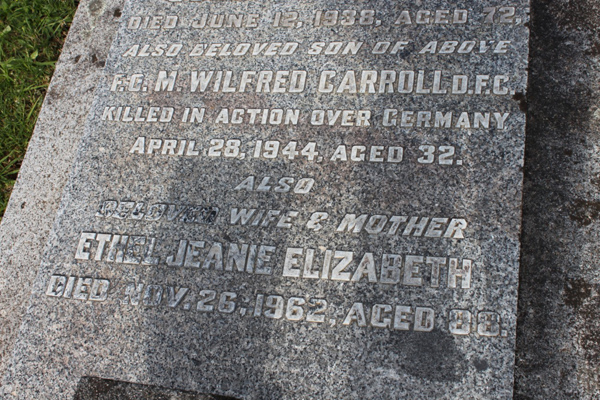 DIED JUNE 12, 1938, AGED 72,
ALSO BELOVED SON OF ABOVE
F.C. M. WILFRED CARROLL D.F.C.
KILLED IN ACTION OVER GERMANY,
APRIL 28, 1944, AGED 32.
ALSO
BELOVED WIFE & MOTHER
ETHEL JEANIE ELIZABETH
DIED NOV. 26, 1962, AGED